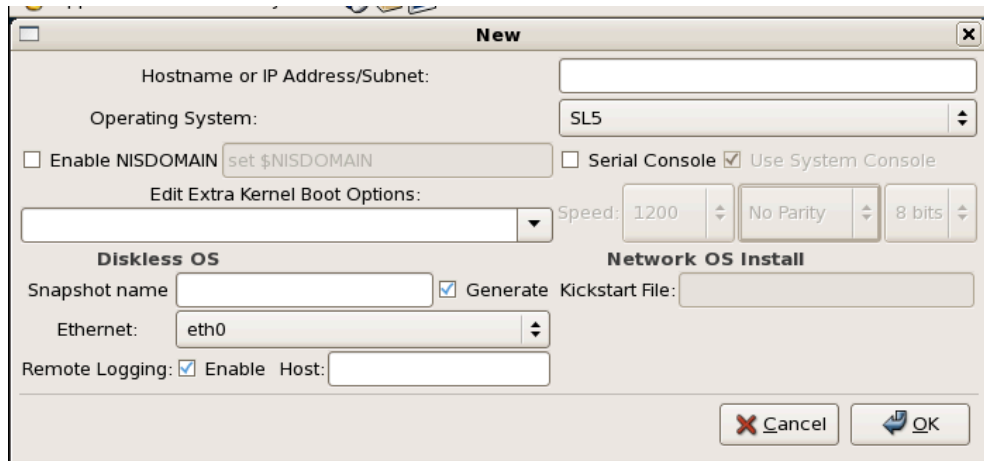 New
Hostname or IP Address/Subnet:
Operating System: SL5
Enable NISDOMAIN set $NISDOMAIN Serial Console Use System Console
Edit Extra Kernel Boot Options:
Speed: 1200 No Parity 8 bits
Diskless OS Network OS Install
Snapshot name Generate Kickstart File:
Ethernet: eth0
Remote Logging: Enable Host:
Cancel OK